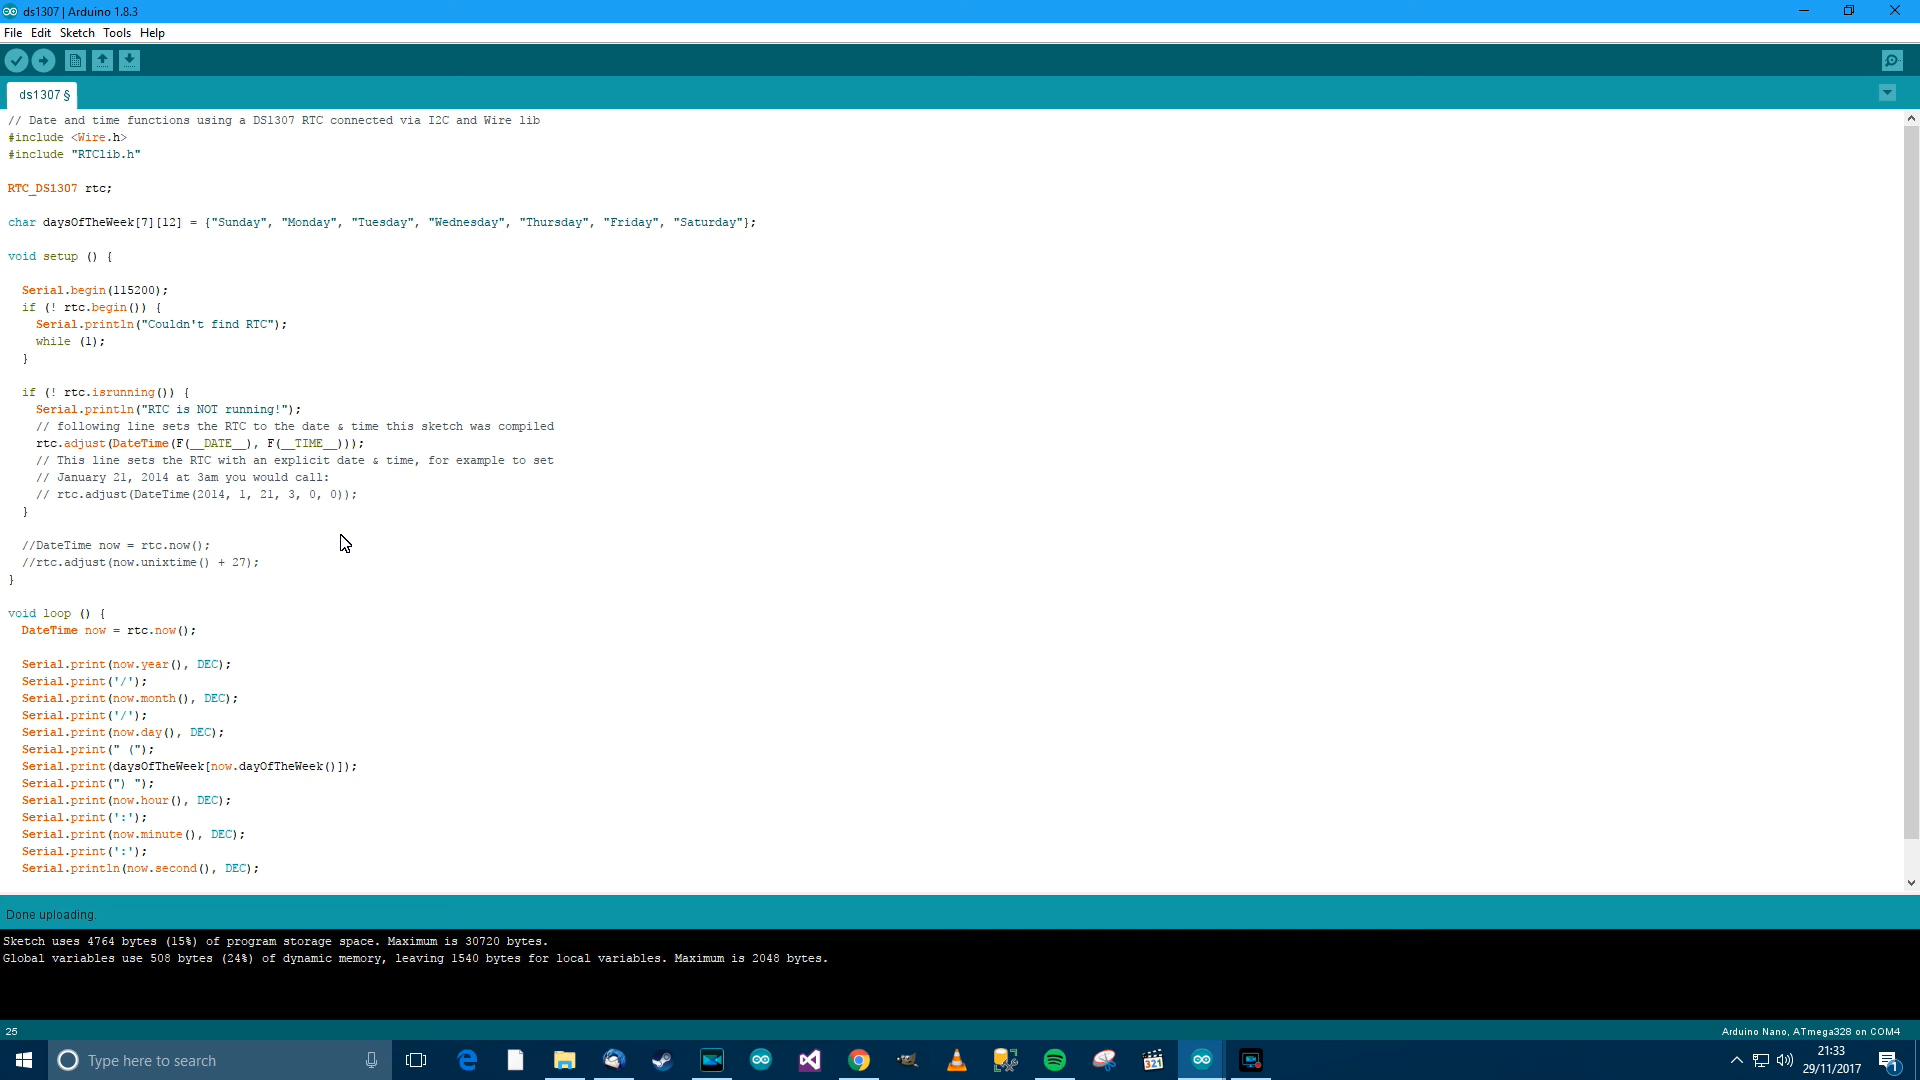 ds1307 | Arduino 1.8.3
File Edit Sketch Tools Help
ds1307 §
// Date and time functions using a DS1307 RTC connected via I2C and Wire lib
#include <Wire.h>
#include "RTClib.h"
RTC_DS1307 rtc;
char daysOfTheWeek[7][12] = {"Sunday", "Monday", "Tuesday", "Wednesday", "Thursday", "Friday", "Saturday"};
void setup () {
Serial.begin(115200);
if (! rtc.begin()) {
Serial.println("Couldn't find RTC");
while (1);
}
if (! rtc.isrunning()) {
Serial.println("RTC is NOT running!");
// following line sets the RTC to the date & time this sketch was compiled
rtc.adjust(DateTime(F(__DATE__), F(__TIME__)));
// This line sets the RTC with an explicit date & time, for example to set
// January 21, 2014 at 3am you would call:
// rtc.adjust(DateTime(2014, 1, 21, 3, 0, 0));
}
//DateTime now = rtc.now();
//rtc.adjust(now.unixtime() + 27);
}
void loop () {
DateTime now = rtc.now();
Serial.print(now.year(), DEC);
Serial.print('/');
Serial.print(now.month(), DEC);
Serial.print('/');
Serial.print(now.day(), DEC);
Serial.print(" (");
Serial.print(daysOfTheWeek[now.dayOfTheWeek()]);
Serial.print(") ");
Serial.print(now.hour(), DEC);
Serial.print(':');
Serial.print(now.minute(), DEC);
Serial.print(':');
Serial.println(now.second(), DEC);
Done uploading.
Sketch uses 4764 bytes (15%) of program storage space. Maximum is 30720 bytes.
Global variables use 508 bytes (24%) of dynamic memory, leaving 1540 bytes for local variables. Maximum is 2048 bytes.
25
Arduino Nano, ATmega328 on COM4
Type here to search
321
21:33
29/11/2017
1